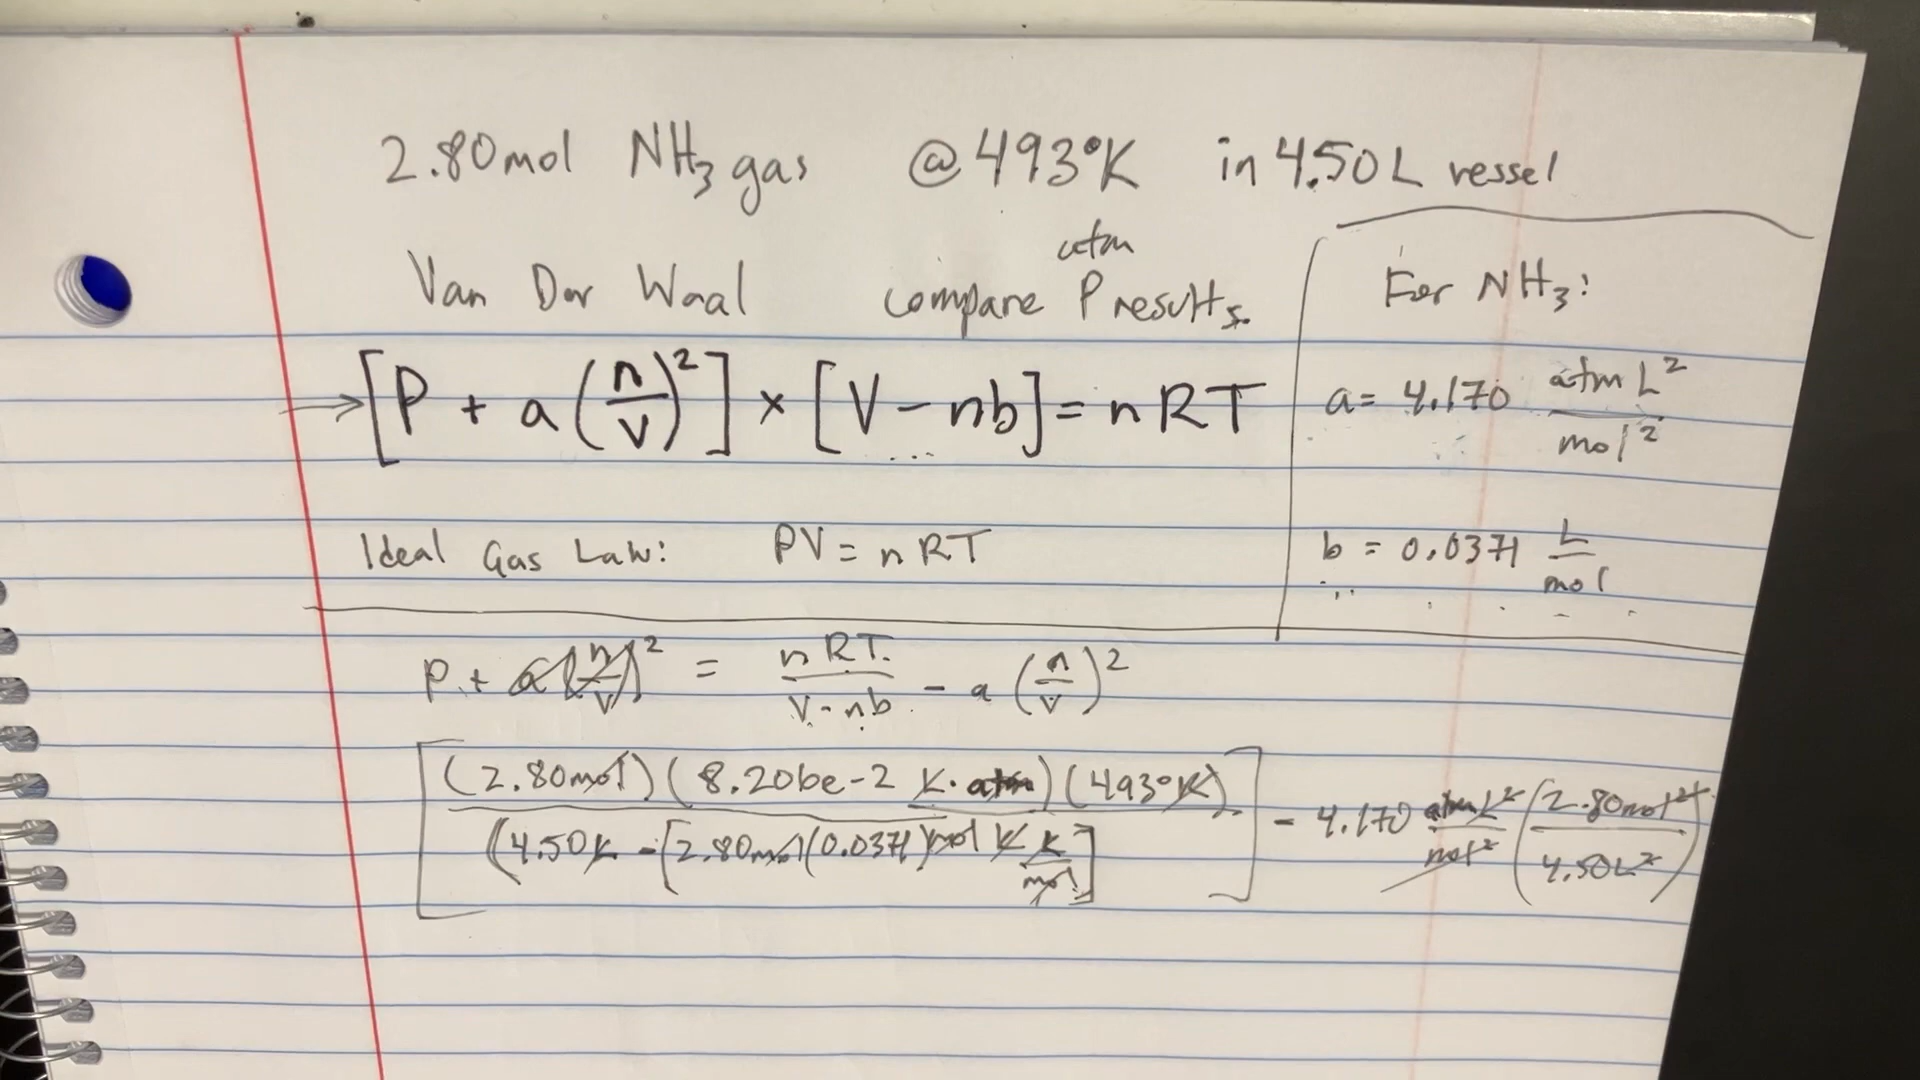 2.80mol NH₃ gas @ 493°K in 4.50L vessel
Van Der Waal compare P results.
atm
[P + a(n/V)²] × [V - nb] = nRT
Ideal Gas Law: PV = nRT
For NH₃:
a = 4.170 atm L²/mol²
b = 0.0371 L/mol
P + a(n/V)² = nRT/V-nb - a(n/V)²
[(2.80mol)(8.206e-2 L·atm)(493°K)
(4.50L - [2.80mol(0.0371) mol K L/mol]]
- 4.170 atm L²/mol² (2.80mol²/4.50L²)